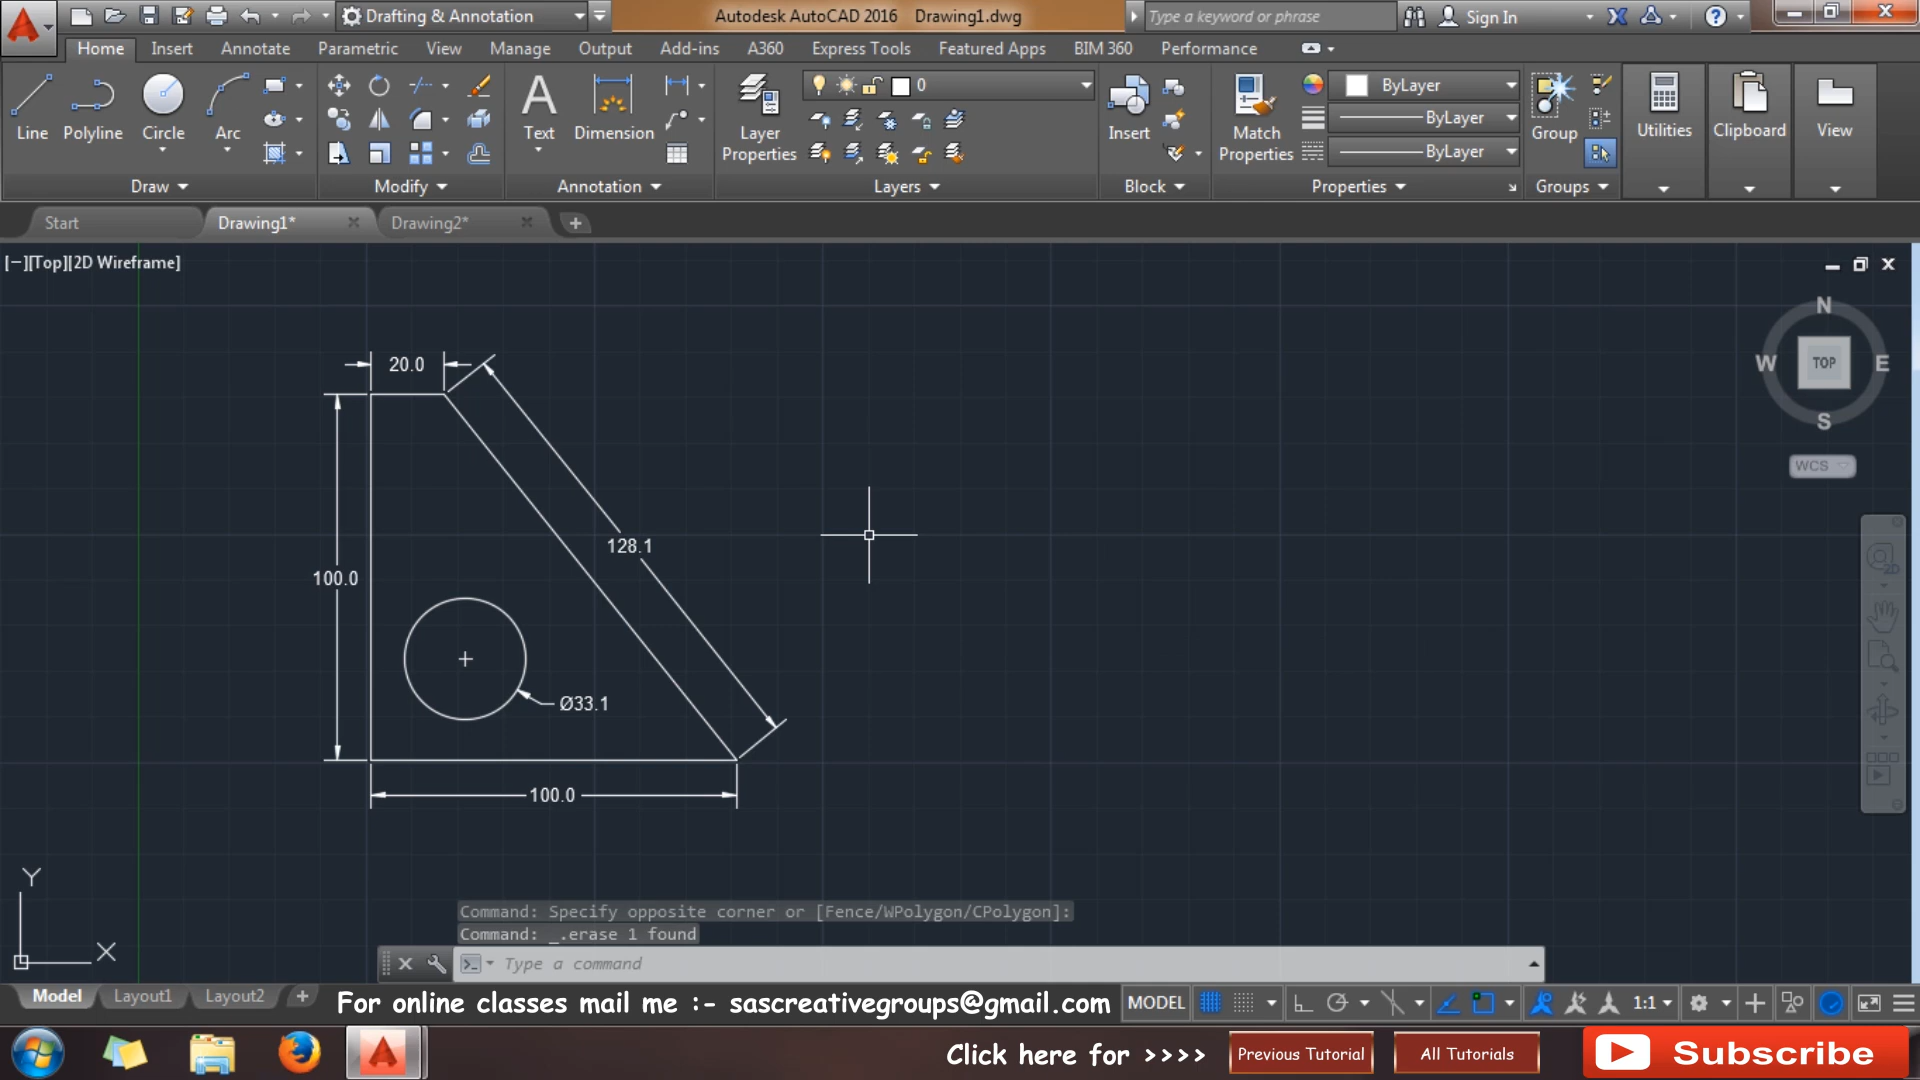 Drafting & Annotation
Autodesk AutoCAD 2016 Drawing1.dwg
Type a keyword or phrase
Sign In
Home Insert Annotate Parametric View Manage Output Add-ins A360 Express Tools Featured Apps BIM 360 Performance
Line Polyline Circle Arc
Text Dimension
Layer Properties
0
Insert
Match Properties
ByLayer
ByLayer
ByLayer
Group
Utilities Clipboard View
Draw Modify Annotation Layers Block Properties Groups
Start Drawing1* Drawing2*
[−][Top][2D Wireframe]
N
W TOP E
S
WCS
20.0
128.1
100.0
Ø33.1
100.0
2D
Y
X
Command: Specify opposite corner or [Fence/WPolygon/CPolygon]:
Command: _.erase 1 found
Type a command
Model Layout1 Layout2
For online classes mail me :- sascreativegroups@gmail.com
MODEL 1:1
Click here for >>>> Previous Tutorial All Tutorials Subscribe